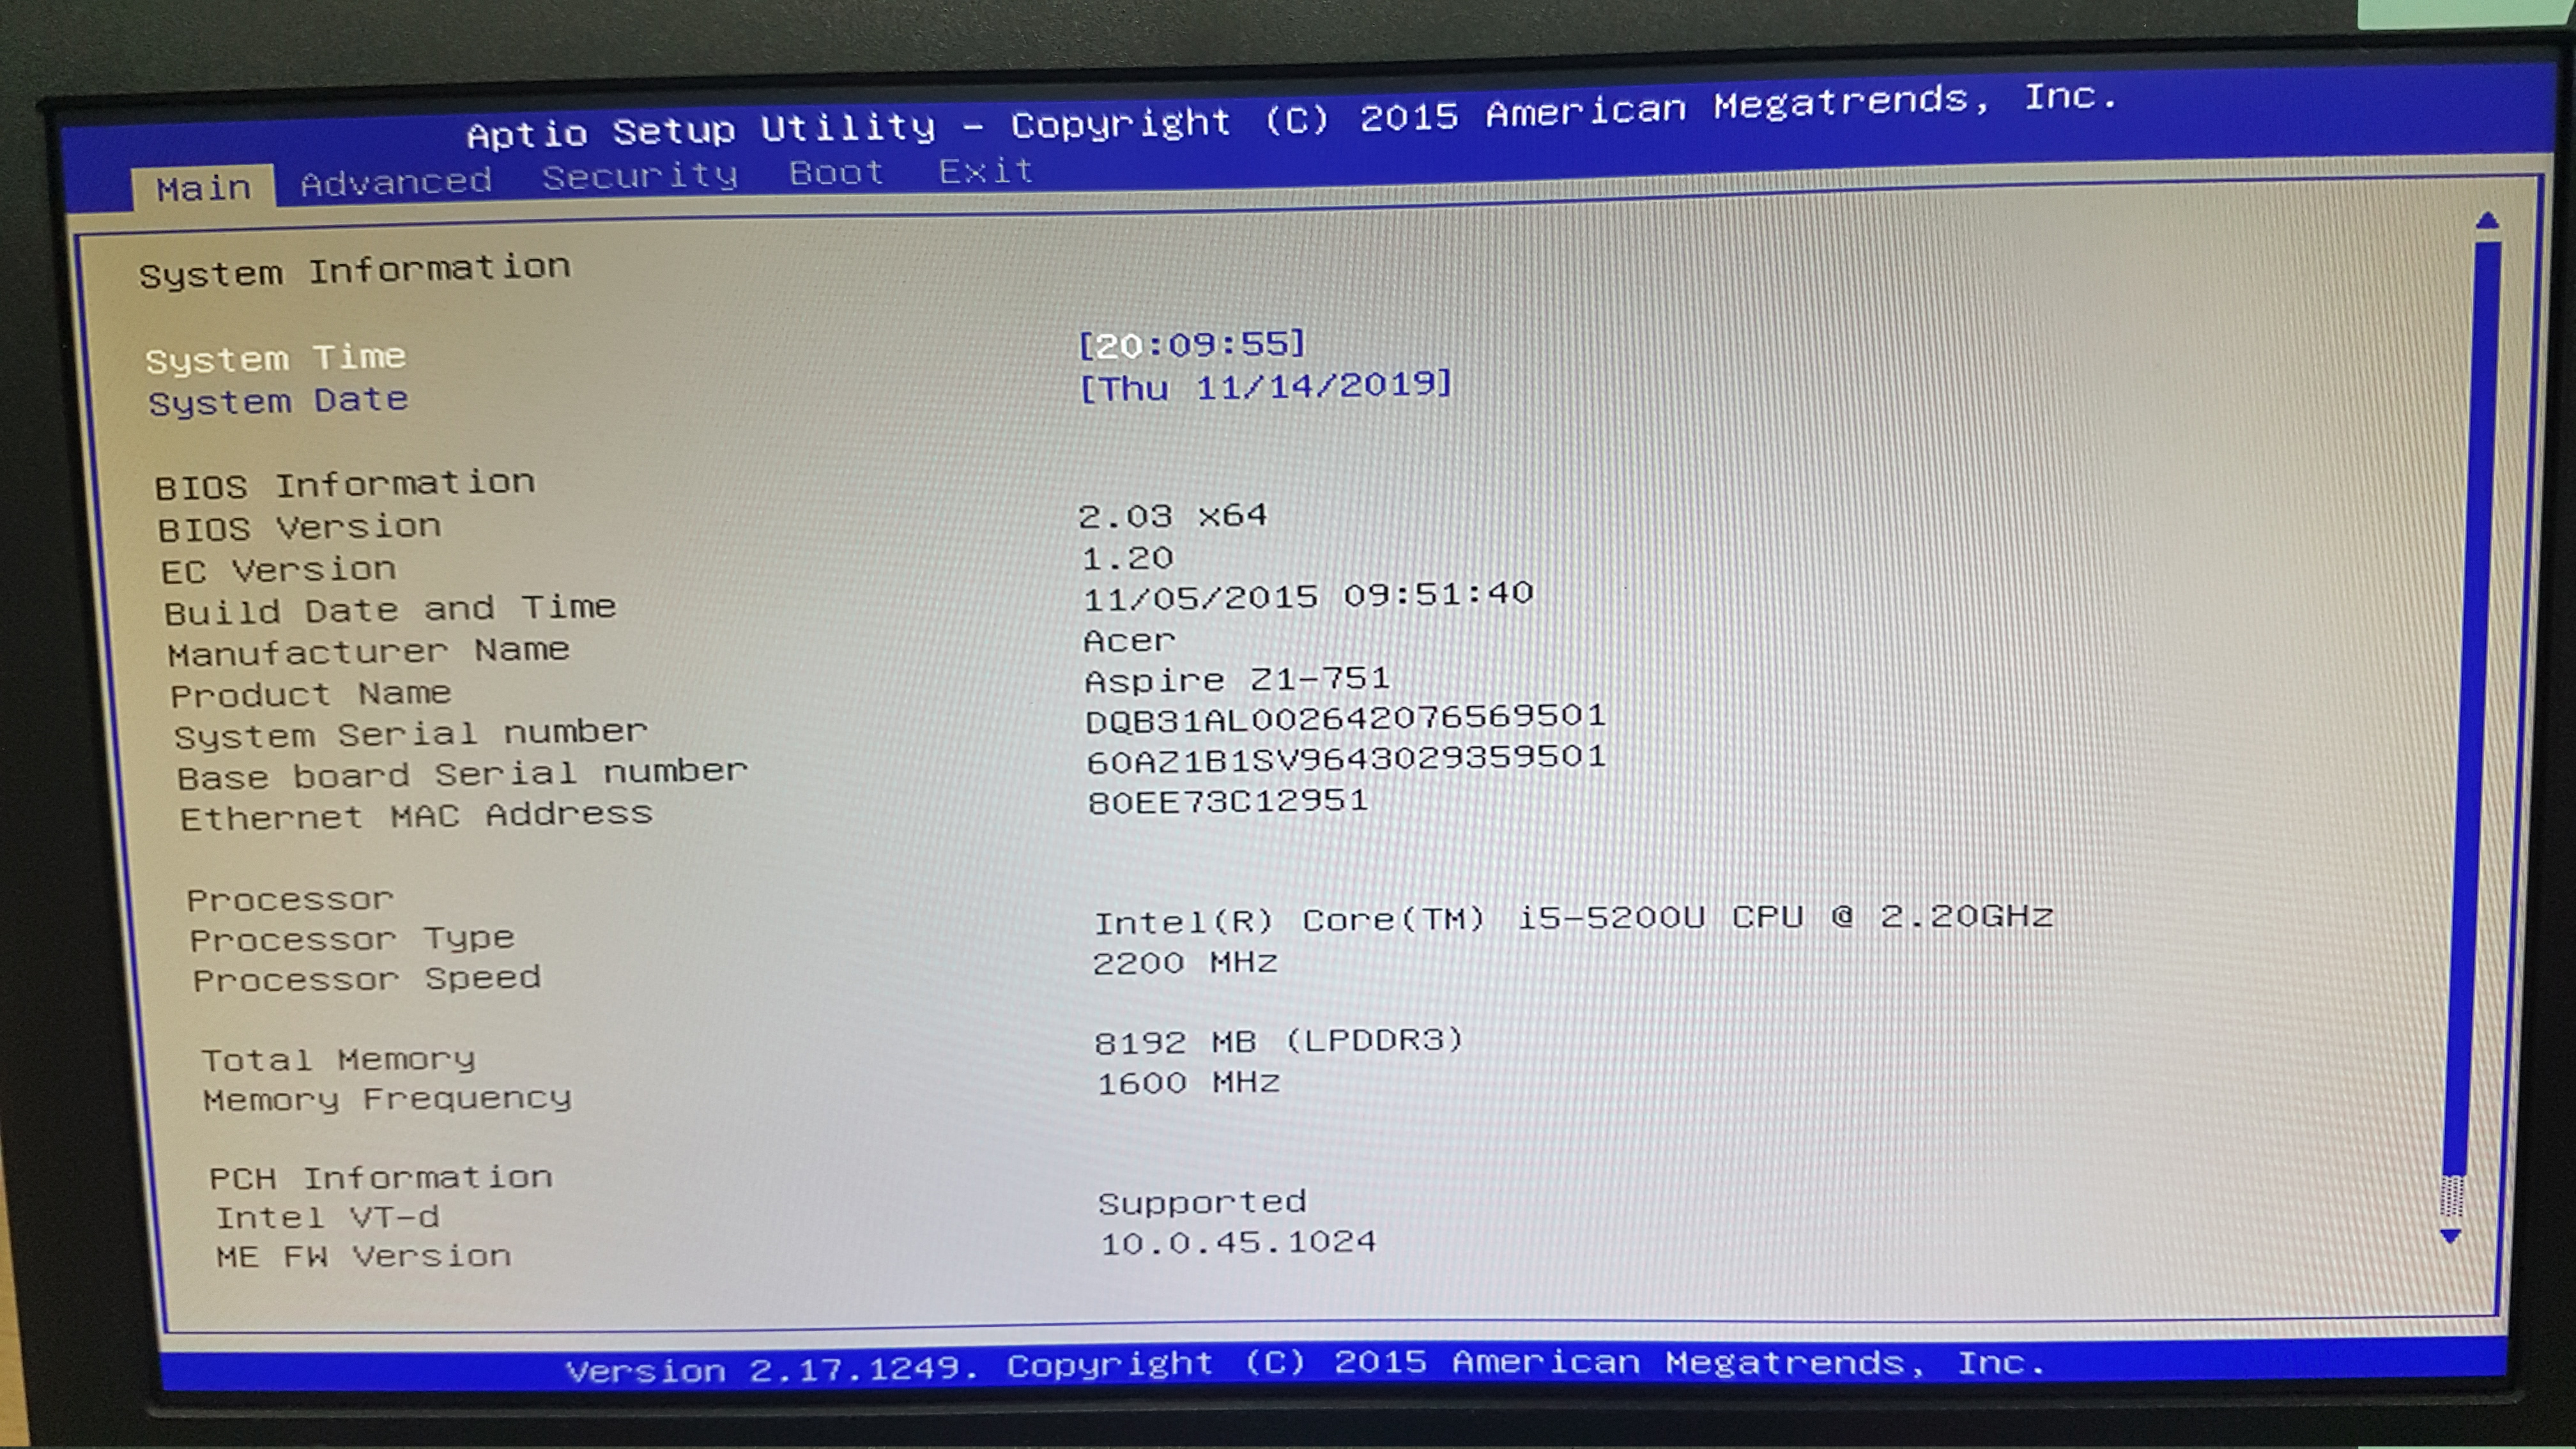 Aptio Setup Utility - Copyright (C) 2015 American Megatrends, Inc.
Main Advanced Security Boot Exit
System Information
System Time [20:09:55]
System Date [Thu 11/14/2019]
BIOS Information
BIOS Version 2.03 x64
EC Version 1.20
Build Date and Time 11/05/2015 09:51:40
Manufacturer Name Acer
Product Name Aspire Z1-751
System Serial number DQB31AL002642076569501
Base board Serial number 60AZ1B1SV9643029359501
Ethernet MAC Address 80EE73C12951
Processor
Processor Type Intel(R) Core(TM) i5-5200U CPU @ 2.20GHz
Processor Speed 2200 MHz
Total Memory 8192 MB (LPDDR3)
Memory Frequency 1600 MHz
PCH Information
Intel VT-d Supported
ME FW Version 10.0.45.1024
Version 2.17.1249. Copyright (C) 2015 American Megatrends, Inc.